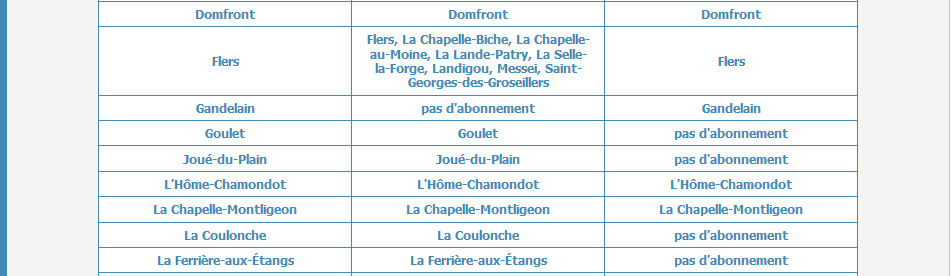 Domfront Domfront Domfront
Flers, La Chapelle-Biche, La Chapelle-
au-Moine, La Lande-Patry, La Selle-
Flers la-Forge, Landigou, Messei, Saint- Flers
Georges-des-Groseillers
Gandelain pas d'abonnement Gandelain
Goulet Goulet pas d'abonnement
Joué-du-Plain Joué-du-Plain pas d'abonnement
L'Hôme-Chamondot L'Hôme-Chamondot L'Hôme-Chamondot
La Chapelle-Montligeon La Chapelle-Montligeon La Chapelle-Montligeon
La Coulonche La Coulonche pas d'abonnement
La Ferrière-aux-Étangs La Ferrière-aux-Étangs pas d'abonnement